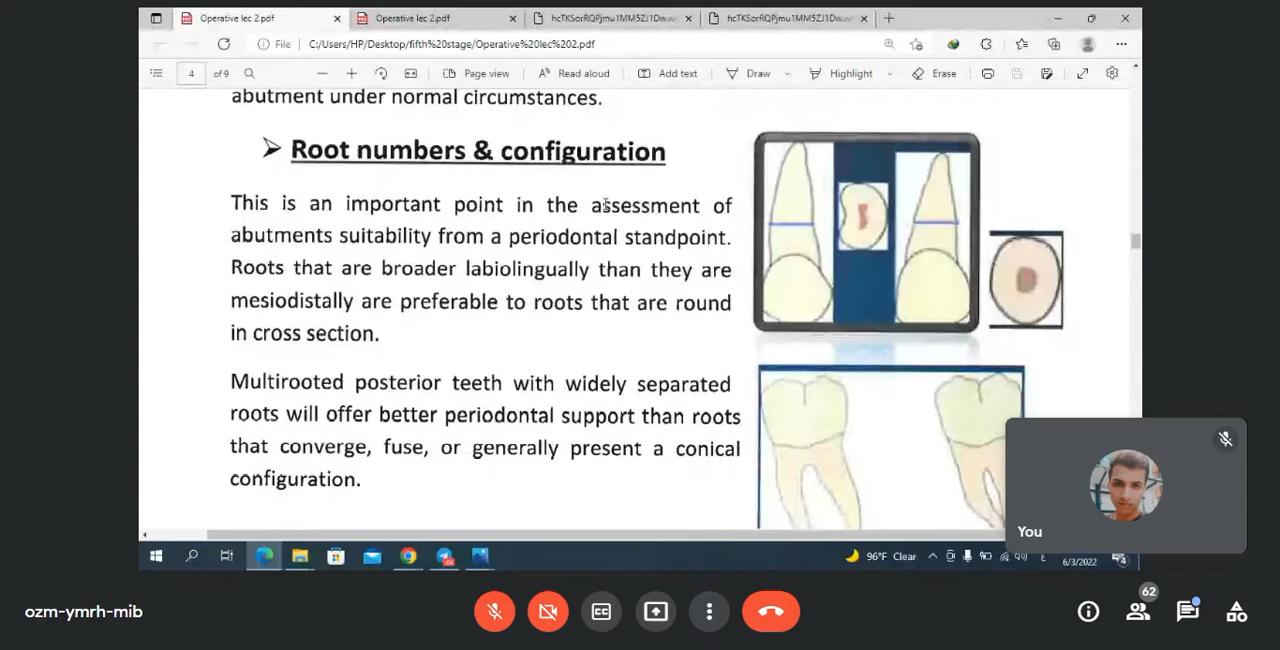 Operative lec 2.pdf
Operative lec 2.pdf
hcTKSorRQPjmu1MM5ZJ1Dw.w
hcTKSorRQPjmu1MM5ZJ1Dw.w
File
C:/Users/HP/Desktop/fifth%20stage/Operative%20lec%202.pdf
4 of 9
Page view
Read aloud
Add text
Draw
Highlight
Erase
abutment under normal circumstances.
Root numbers & configuration
This is an important point in the assessment of
abutments suitability from a periodontal standpoint.
Roots that are broader labiolingually than they are
mesiodistally are preferable to roots that are round
in cross section.
Multirooted posterior teeth with widely separated
roots will offer better periodontal support than roots
that converge, fuse, or generally present a conical
configuration.
You
96°F Clear
6/3/2022
4
ozm-ymrh-mib
62